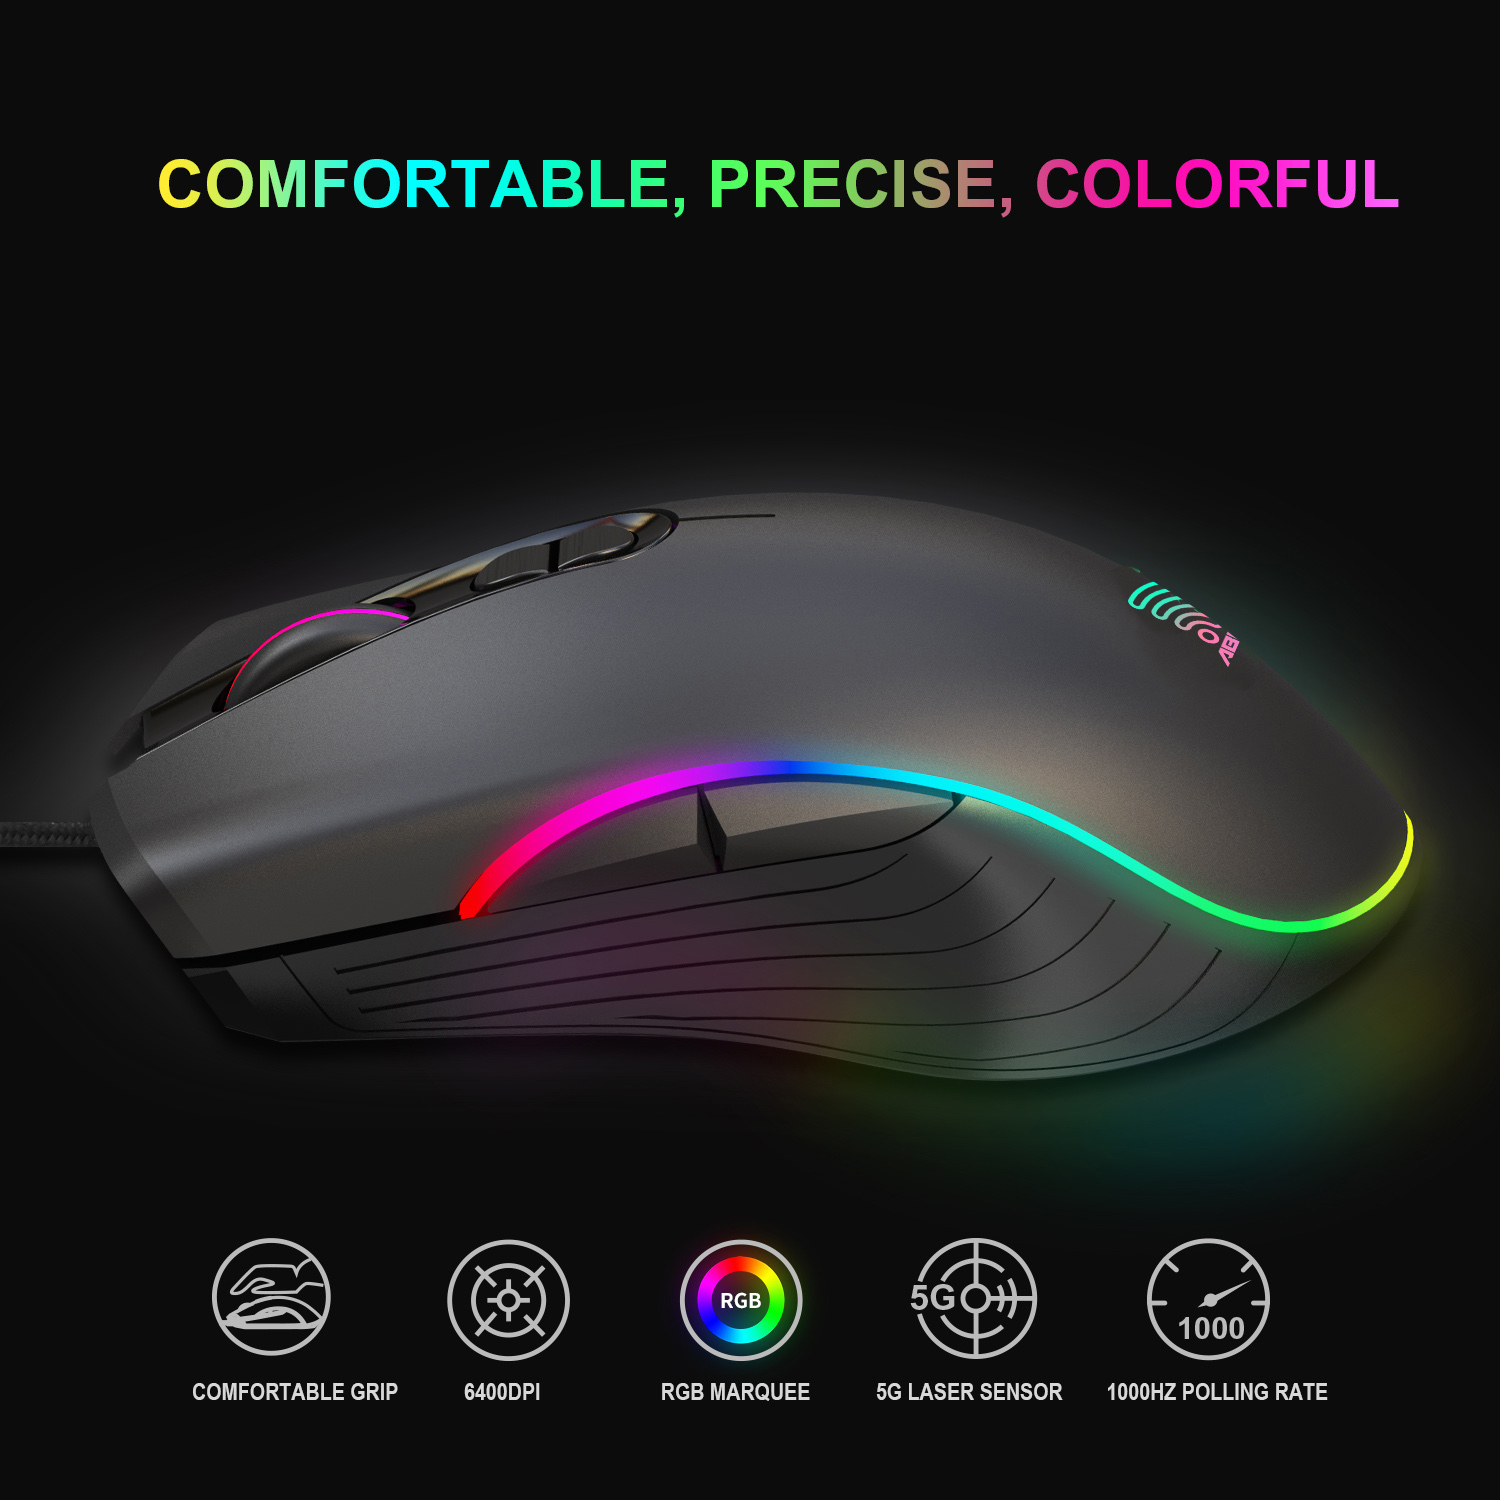 COMFORTABLE, PRECISE, COLORFUL
RGB
5G
1000
COMFORTABLE GRIP
6400DPI
RGB MARQUEE
5G LASER SENSOR
1000HZ POLLING RATE